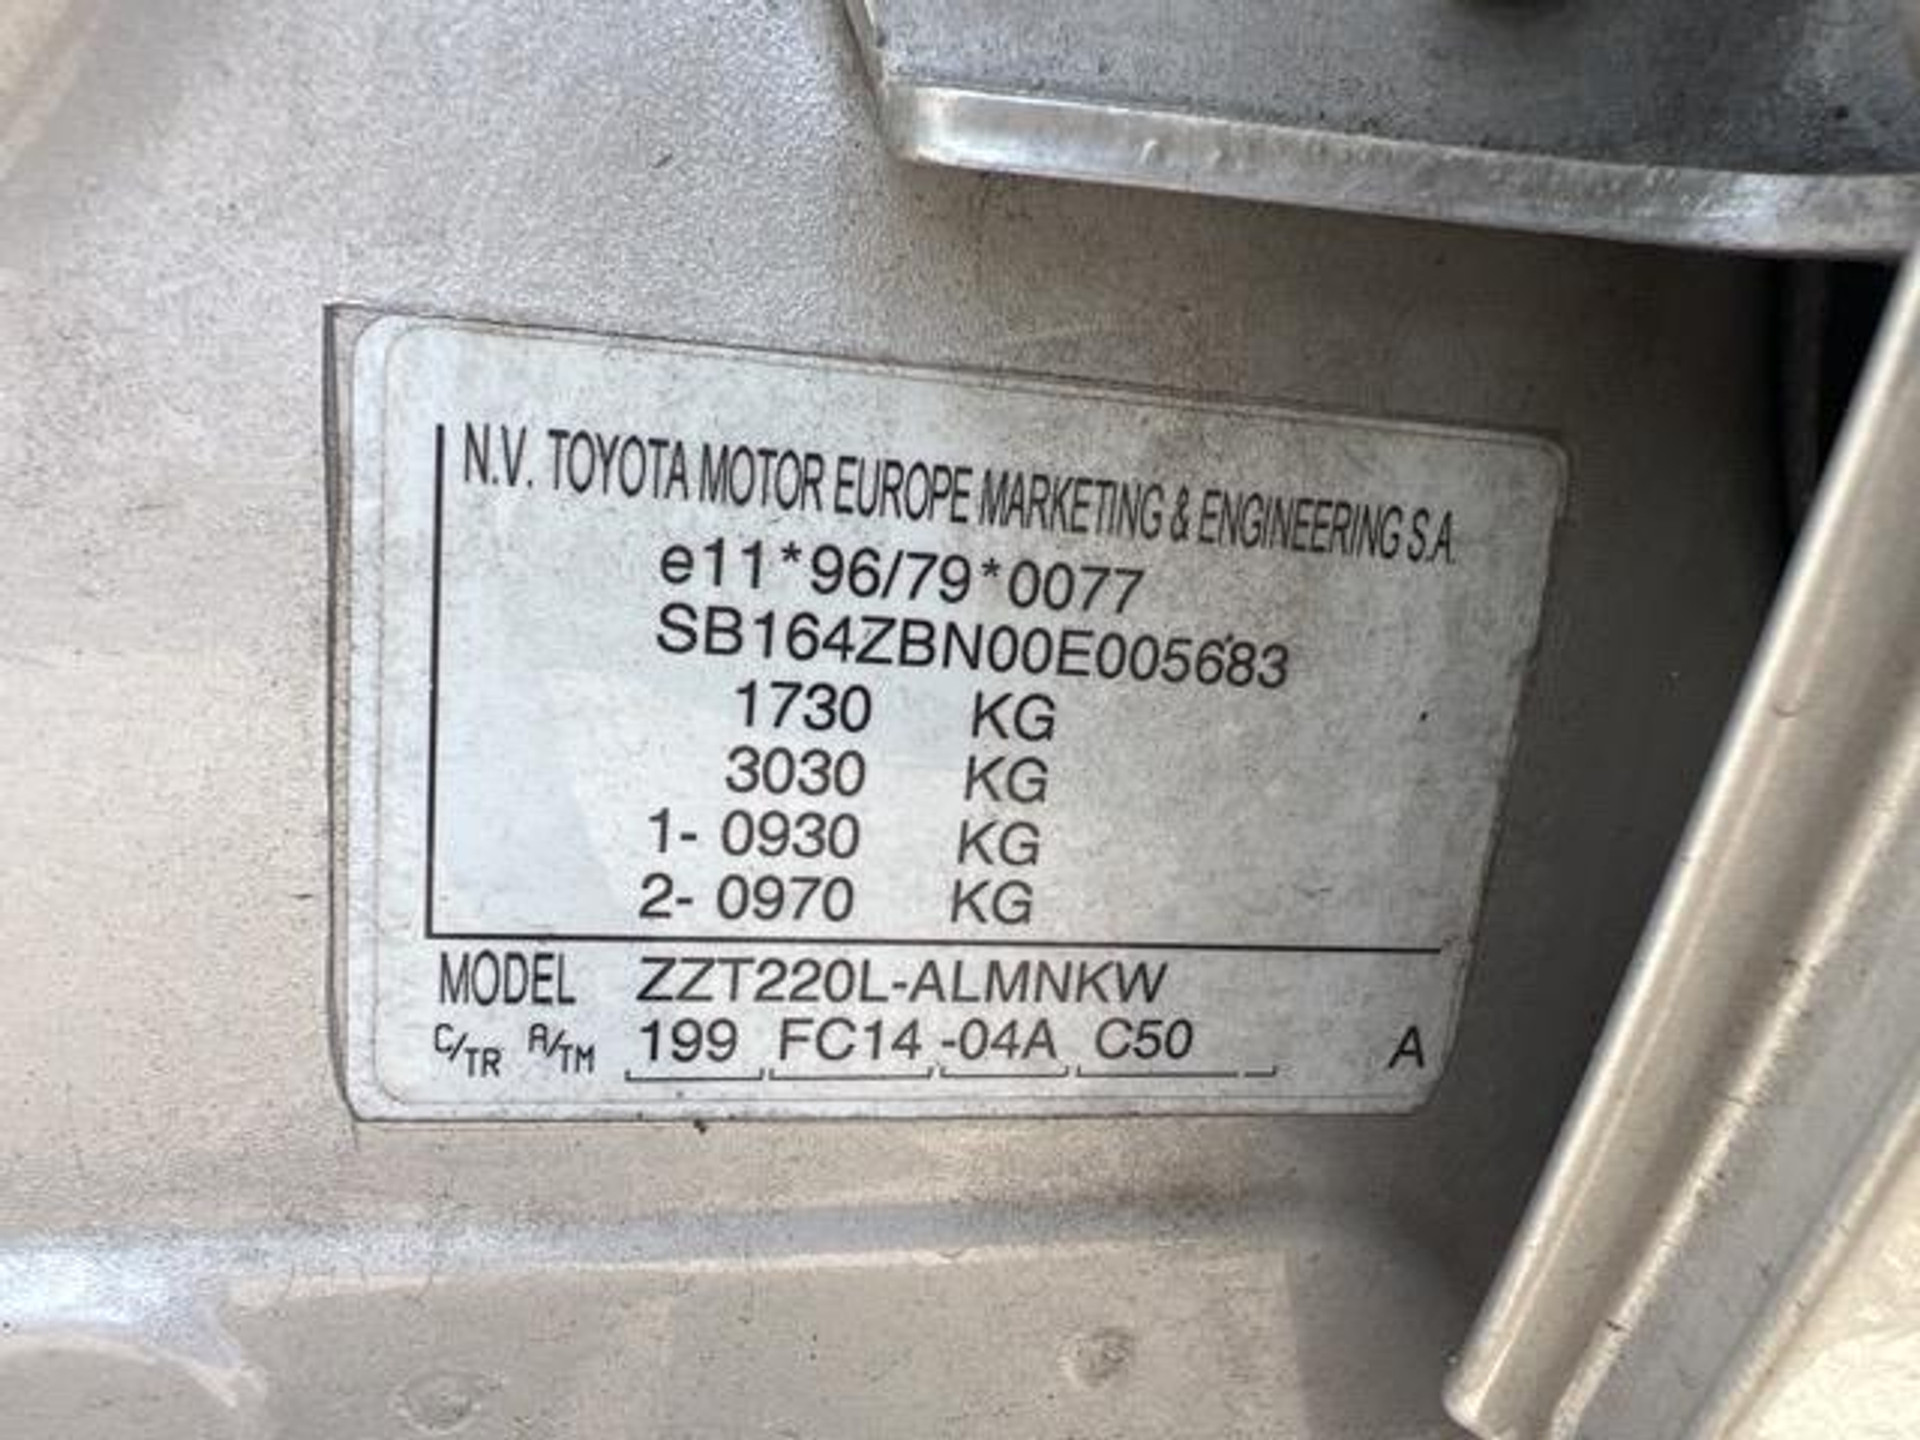 N.V. TOYOTA MOTOR EUROPE MARKETING & ENGINEERING S.A.
e11*96/79*0077
SB164ZBN00E005683
1730 KG
3030 KG
1- 0930 KG
2- 0970 KG
MODEL ZZT220L-ALMNKW
C/TR A/TM 199 FC14 -04A C50 A